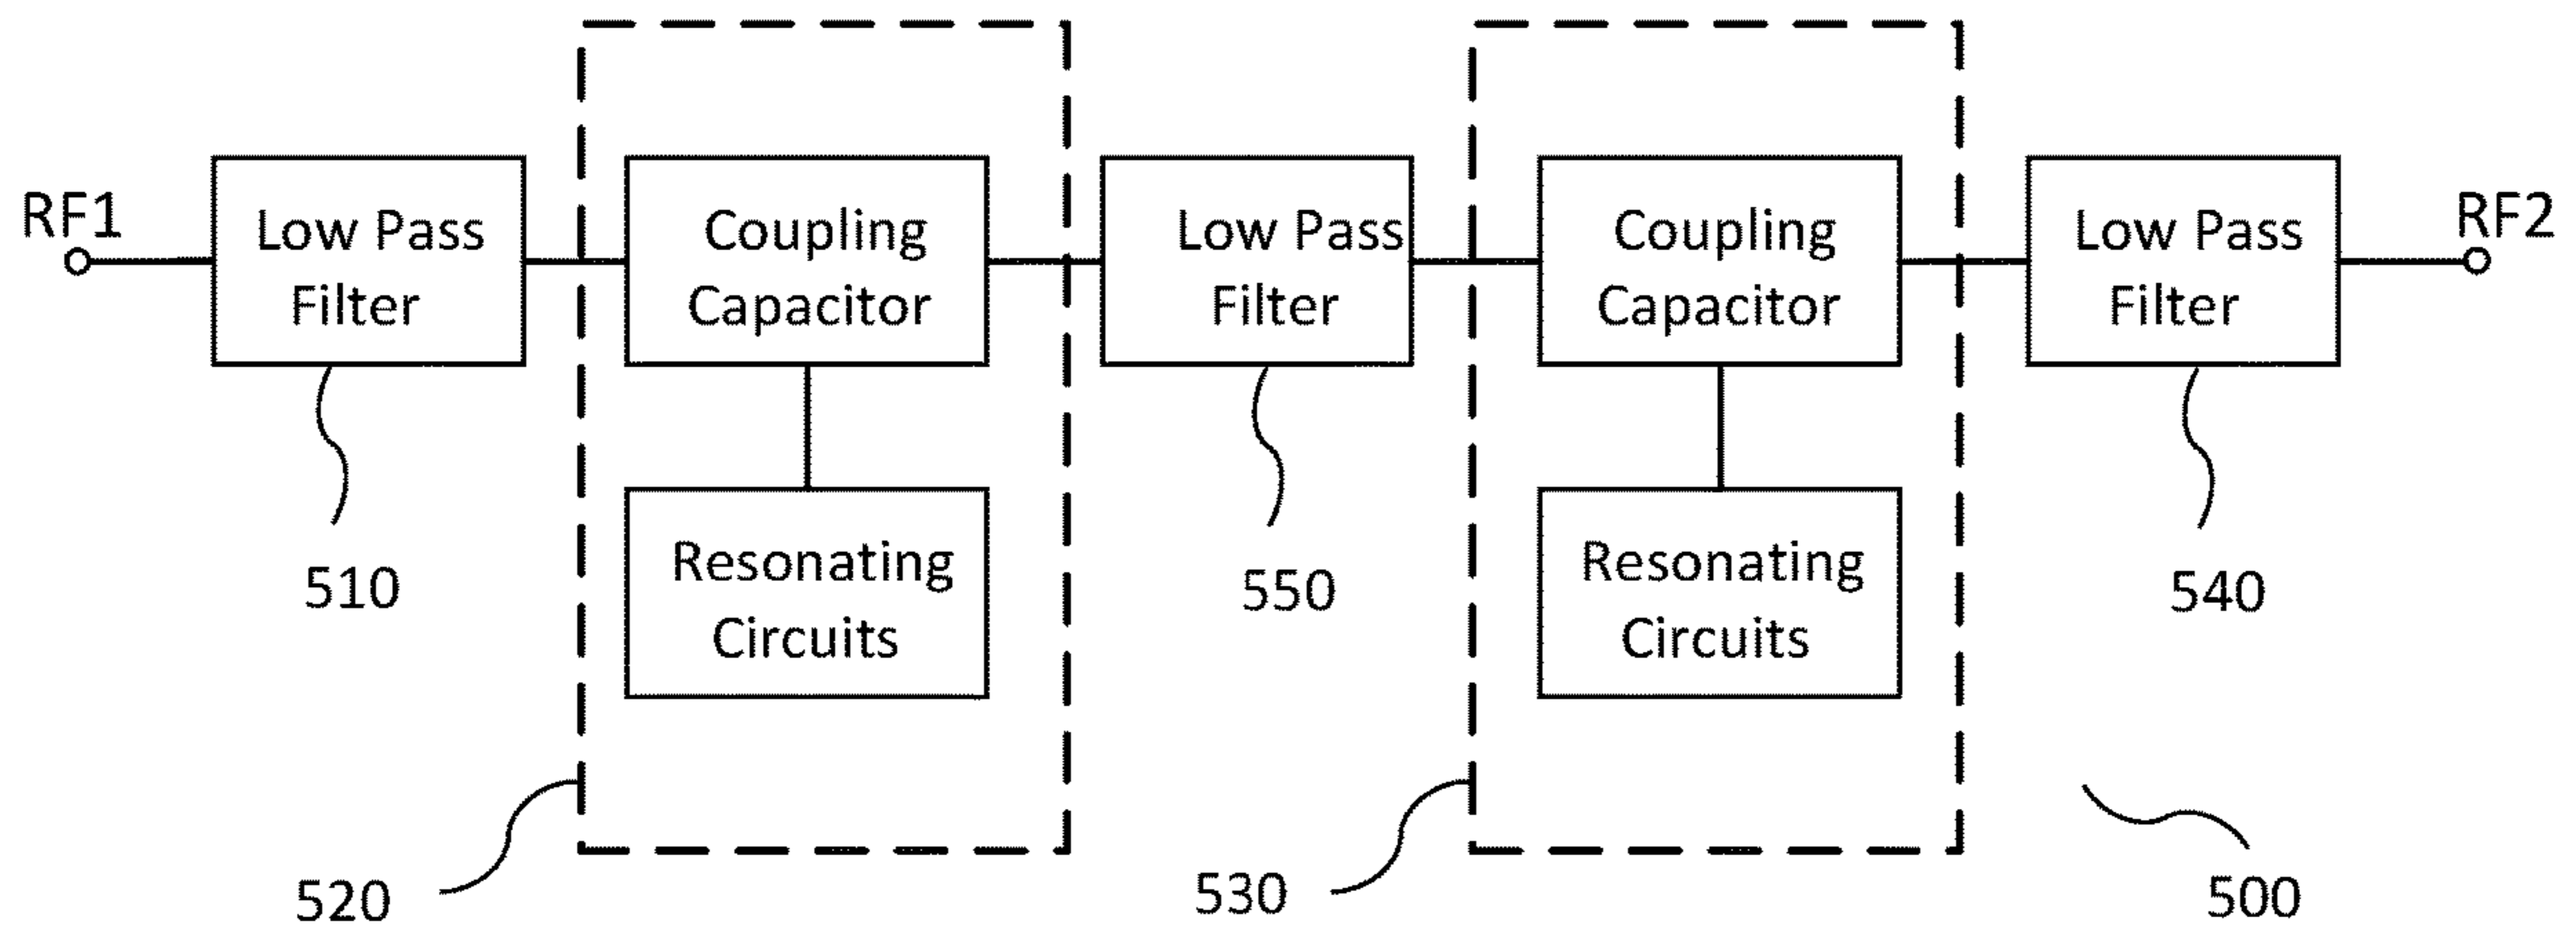 RF1
Low Pass
Filter
Coupling
Capacitor
Low Pass
Filter
Coupling
Capacitor
Low Pass
Filter
RF2
Resonating
Circuits
Resonating
Circuits
510
550
540
520
530
500